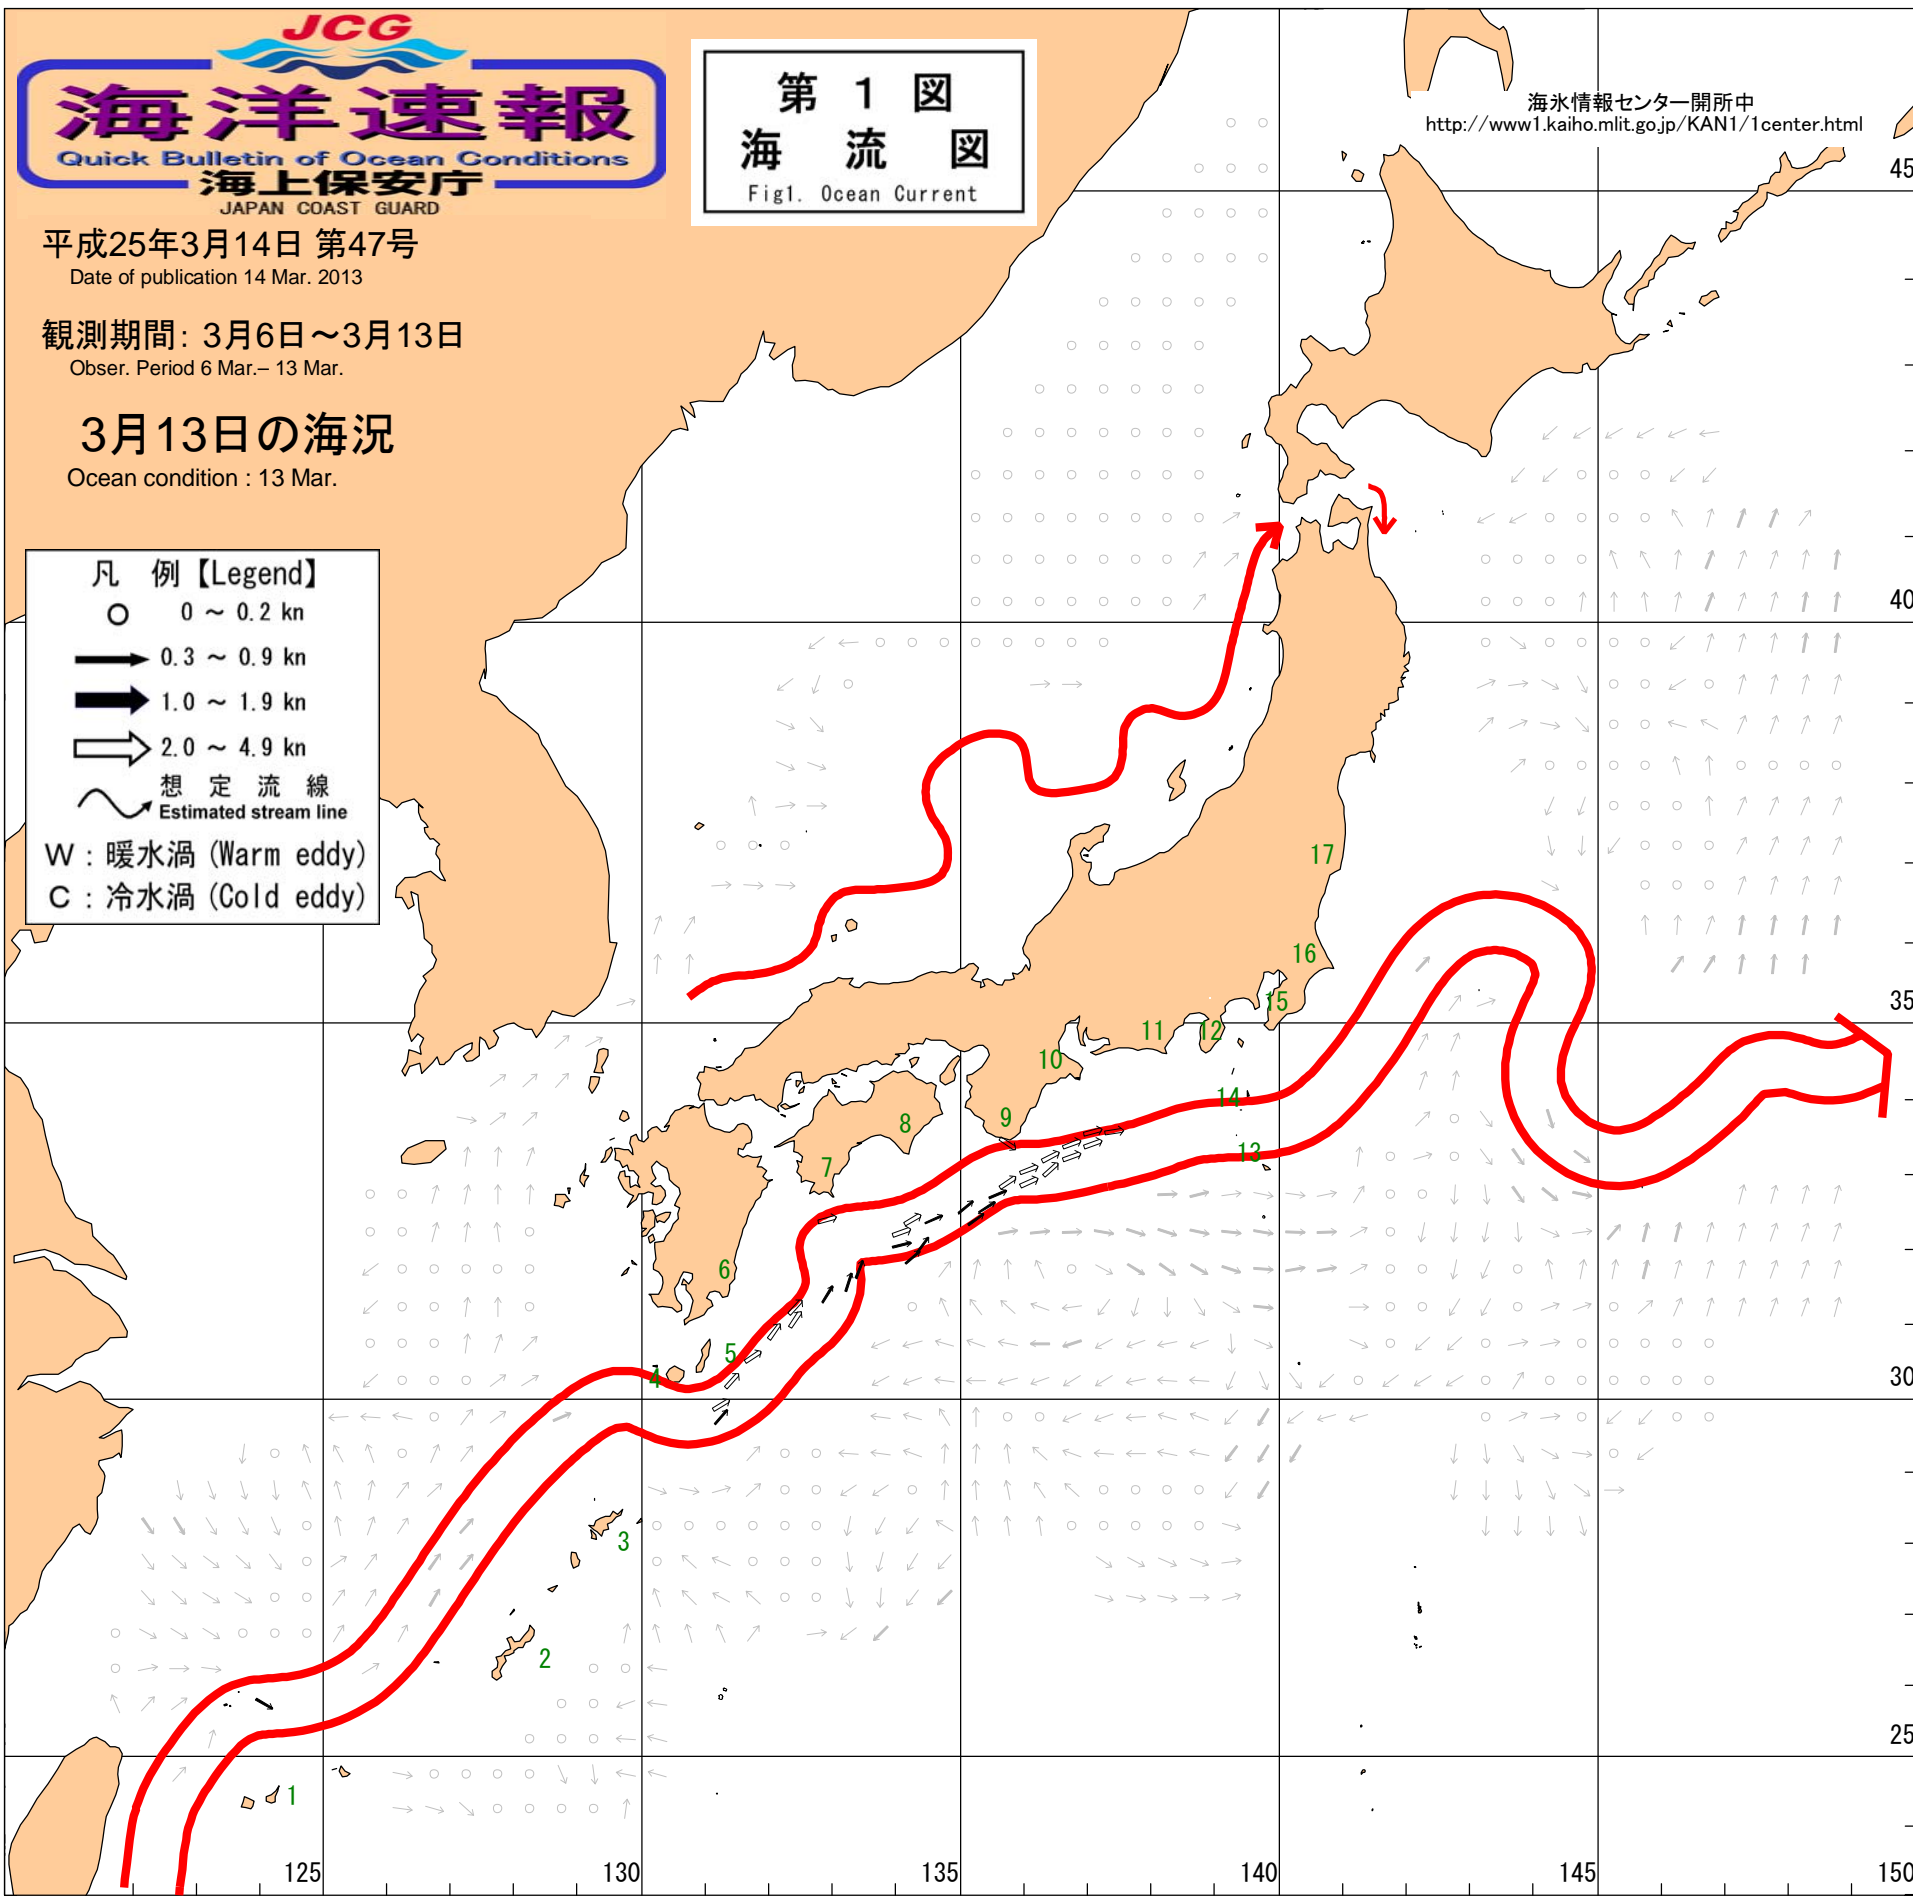 JCG
海洋速報
Quick Bulletin of Ocean Conditions
海上保安庁
JAPAN COAST GUARD
第 1 図
海 流 図
Fig1. Ocean Current
海氷情報センター開所中
http://www1.kaiho.mlit.go.jp/KAN1/1center.html
平成25年3月14日 第47号
Date of publication 14 Mar. 2013
観測期間: 3月6日～3月13日
Obser. Period 6 Mar.– 13 Mar.
3月13日の海況
Ocean condition : 13 Mar.
凡 例【Legend】
0 ～ 0.2 kn
0.3 ～ 0.9 kn
1.0 ～ 1.9 kn
2.0 ～ 4.9 kn
想 定 流 線
Estimated stream line
W : 暖水渦 (Warm eddy)
C : 冷水渦 (Cold eddy)
45
40
17
16
35
15
11
12
10
14
9
8
13
7
6
5
4
30
3
2
25
1
125
130
135
140
145
150